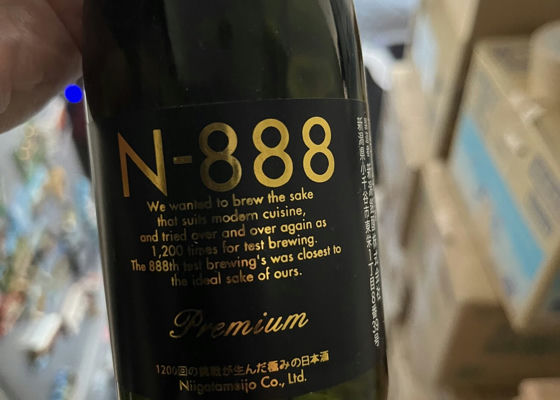 N-888
We wanted to brew the sake
that suits modern cuisine,
and tried over and over again as
1,200 times for test brewing.
The 888th test brewing's was closest to
the ideal sake of ours.
Premium
1200回の挑戦が生んだ極みの日本酒
Niigatameijo Co., Ltd.